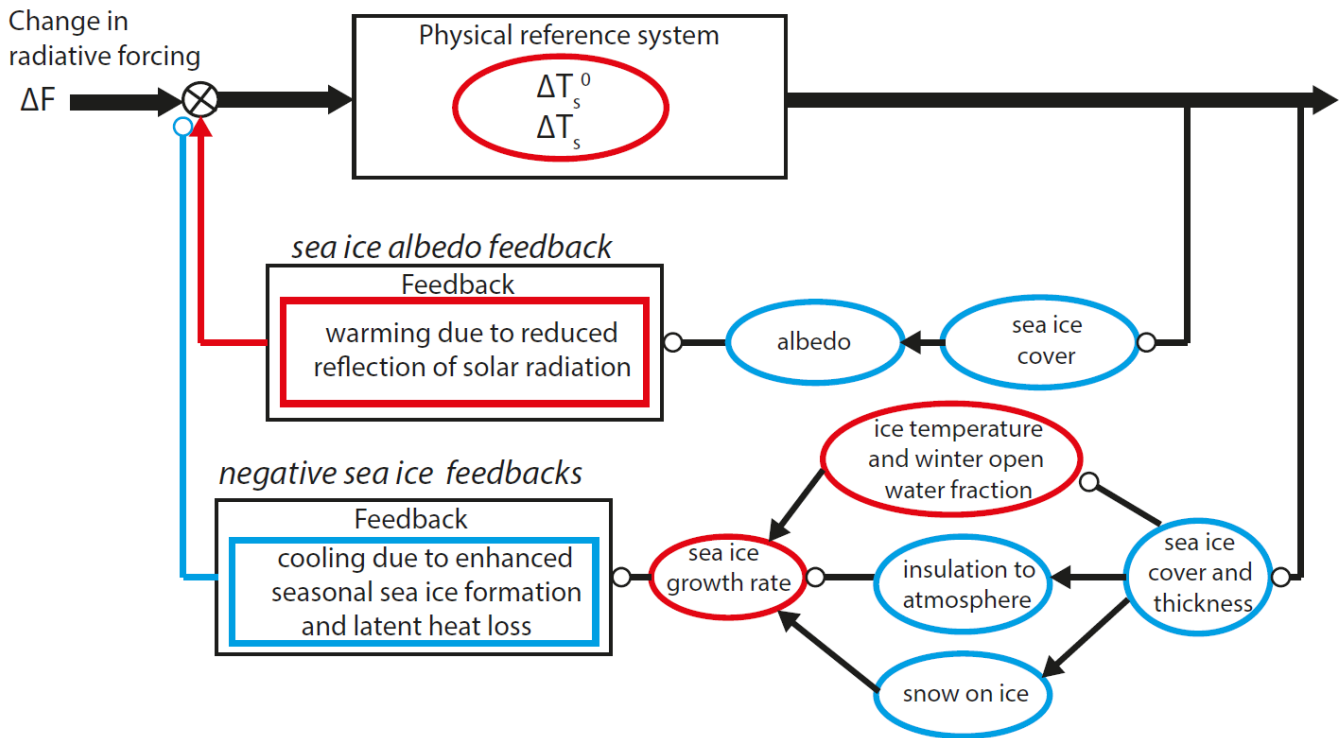 Change in
radiative forcing
ΔF
Physical reference system
ΔTₛ⁰
ΔTₛ
sea ice albedo feedback
Feedback
warming due to reduced
reflection of solar radiation
albedo
sea ice
cover
negative sea ice feedbacks
Feedback
cooling due to enhanced
seasonal sea ice formation
and latent heat loss
sea ice
growth rate
ice temperature
and winter open
water fraction
insulation to
atmosphere
snow on ice
sea ice
cover and
thickness